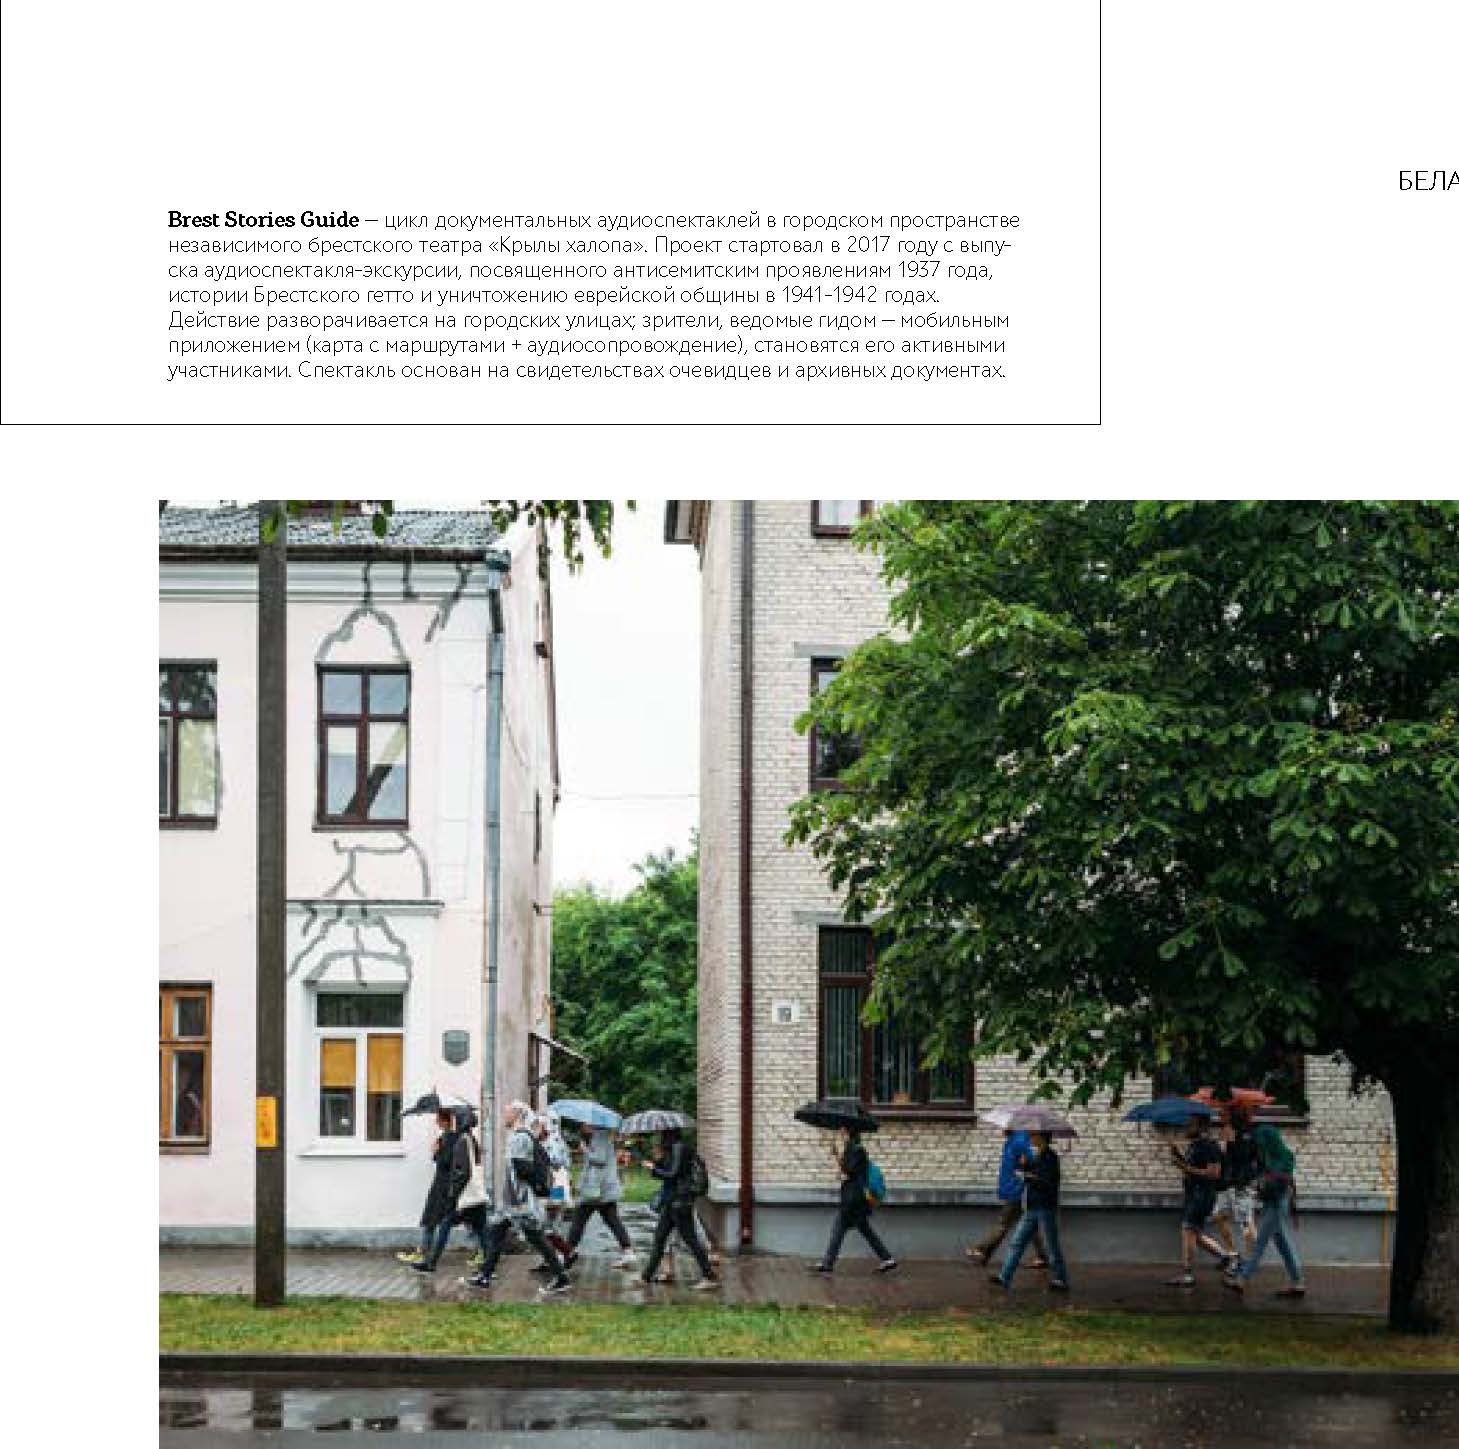 БЕЛА
Brest Stories Guide — цикл документальных аудиоспектаклей в городском пространстве
независимого брестского театра «Крылы халопа». Проект стартовал в 2017 году с выпу-
ска аудиоспектакля-экскурсии, посвященного антисемитским проявлениям 1937 года,
истории Брестского гетто и уничтожению еврейской общины в 1941-1942 годах.
Действие разворачивается на городских улицах; зрители, ведомые гидом — мобильным
приложением (карта с маршрутами + аудиосопровождение), становятся его активными
участниками. Спектакль основан на свидетельствах очевидцев и архивных документах.